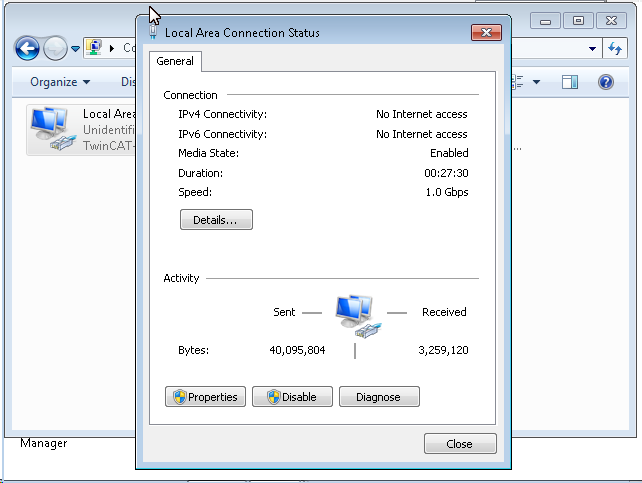 Local Area Connection Status
Co
General
Organize
Dis
Connection
Local Area
IPv4 Connectivity: No Internet access
Unidentifi
IPv6 Connectivity: No Internet access
TwinCAT-
Media State: Enabled
...
Duration: 00:27:30
Speed: 1.0 Gbps
Details...
Activity
Sent Received
Bytes: 40,095,804 3,259,120
Properties Disable Diagnose
Manager
Close